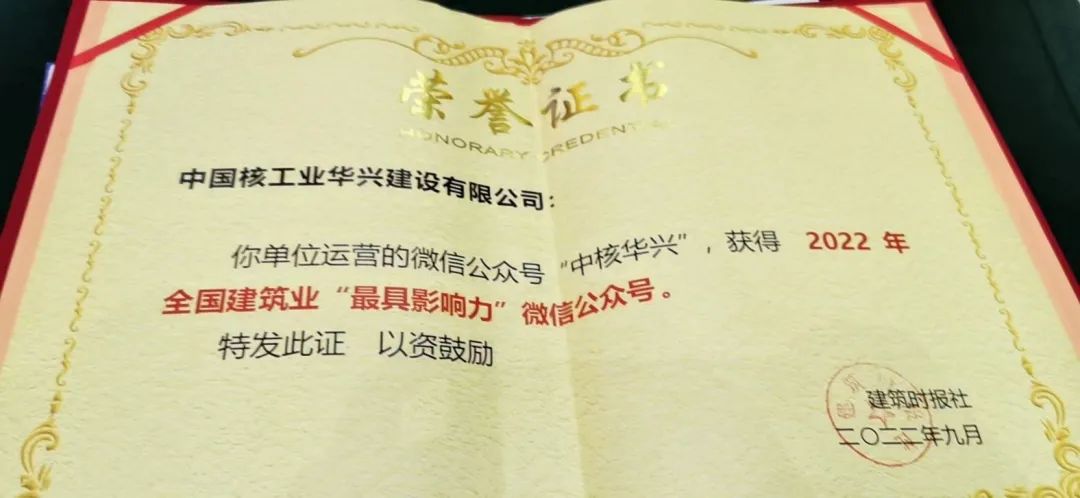 荣誉证书
HONORARY CREDENTIAL
中国核工业华兴建设有限公司:
你单位运营的微信公众号“中核华兴”,获得 2022 年
全国建筑业“最具影响力”微信公众号。
特发此证 以资鼓励
建筑时报社
二〇二二年九月